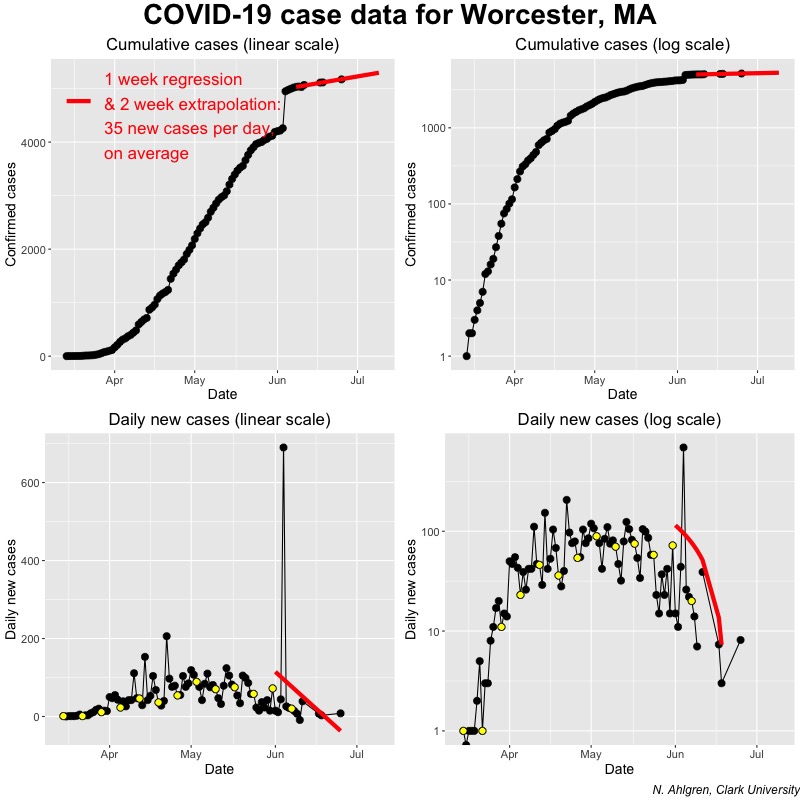 COVID-19 case data for Worcester, MA
Cumulative cases (linear scale)
Confirmed cases
4000
2000
0
1 week regression
& 2 week extrapolation:
35 new cases per day
on average
Apr May Jun Jul
Date
Cumulative cases (log scale)
Confirmed cases
1000
100
10
1
Apr May Jun Jul
Date
Daily new cases (linear scale)
Daily new cases
600
400
200
0
Apr May Jun Jul
Date
Daily new cases (log scale)
Daily new cases
100
10
1
Apr May Jun Jul
Date
N. Ahlgren, Clark University